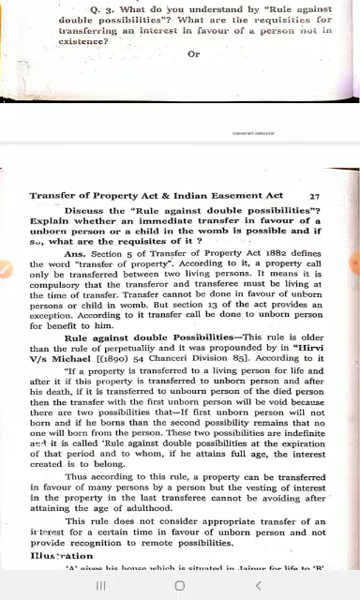 Q. 3. What do you understand by "Rule against
double possibilities"? What are the requisities for
transferring an interest in favour of a person not in
existence?
Or
Transfer of Property Act & Indian Easement Act 27
Discuss the "Rule against double possibilities"?
Explain whether an immediate transfer in favour of a
unborn person or a child in the womb is possible and if
so, what are the requisites of it ?
Ans. Section 5 of Transfer of Property Act 1882 defines
the word "transfer of property". According to it, a property call
only be transferred between two living persons. It means it is
compulsory that the transferor and transferee must be living at
the time of transfer. Transfer cannot be done in favour of unborn
persons or child in womb. But section 13 of the act provides an
exception. According to it transfer call be done to unborn person
for benefit to him.
Rule against double Possibilities—This rule is older
than the rule of perpetualiiy and it was propounded by in "Hirvi
V/s Michael [(1890) 54 Chanceri Division 85]. According to it
"If a property is transferred to a living person for life and
after it if this property is transferred to unborn person and after
his death, if it is transferred to unbourn person of the died person
then the transfer with the first unborn person will be void because
there are two possibilities that—If first unborn person will not
born and if he borns than the second possibility remains that no
one will born from the person. These two possibilities are indefinite
and it is called 'Rule against double possibilities at the expiration
of that period and to whom, if he attains full age, the interest
created is to belong.
Thus according to this rule, a property can be transferred
in favour of many persons by a person but the vesting of interest
in the property in the last transferee cannot be avoiding after
attaining the age of adulthood.
This rule does not consider appropriate transfer of an
interest for a certain time in favour of unborn person and not
provide recognition to remote possibilities.
Illustration
'A' gives his house which is situated in Jaipur for life to 'B'